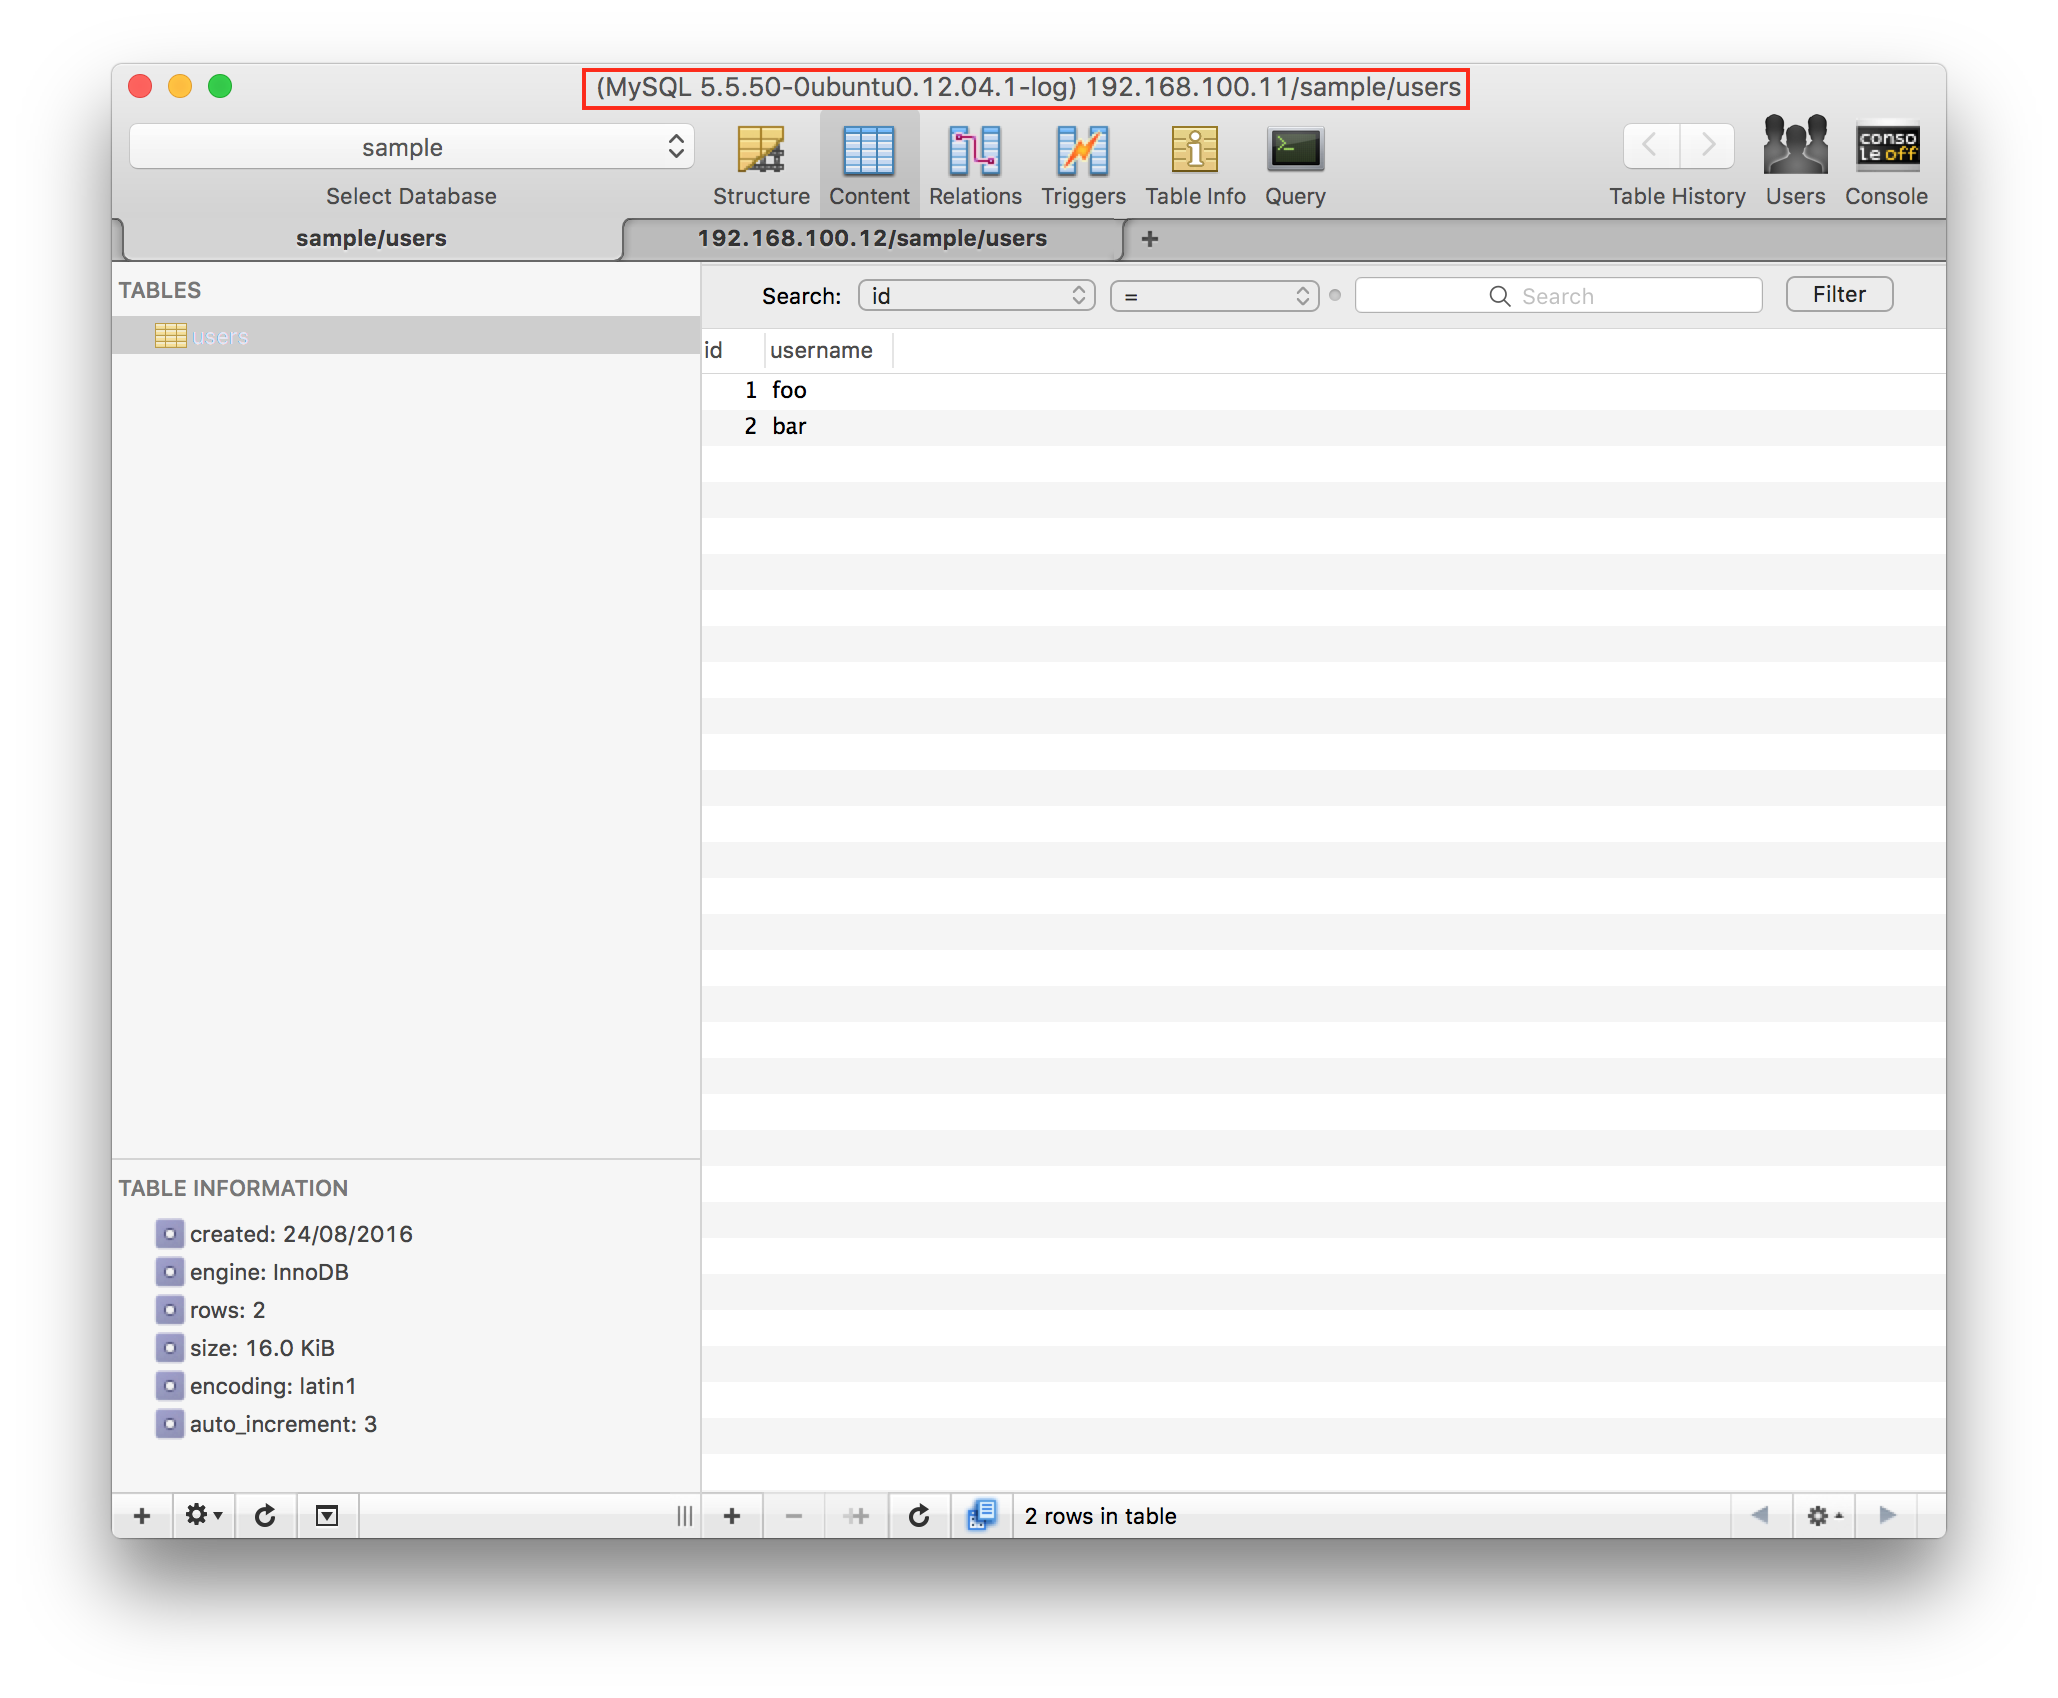 (MySQL 5.5.50-0ubuntu0.12.04.1-log) 192.168.100.11/sample/users
sample
Select Database
Structure
Content
Relations
Triggers
Table Info
Query
Table History
Users
conso
le off
Console
sample/users
192.168.100.12/sample/users
TABLES
users
Search: id = Search Filter
id username
1 foo
2 bar
TABLE INFORMATION
created: 24/08/2016
engine: InnoDB
rows: 2
size: 16.0 KiB
encoding: latin1
auto_increment: 3
2 rows in table